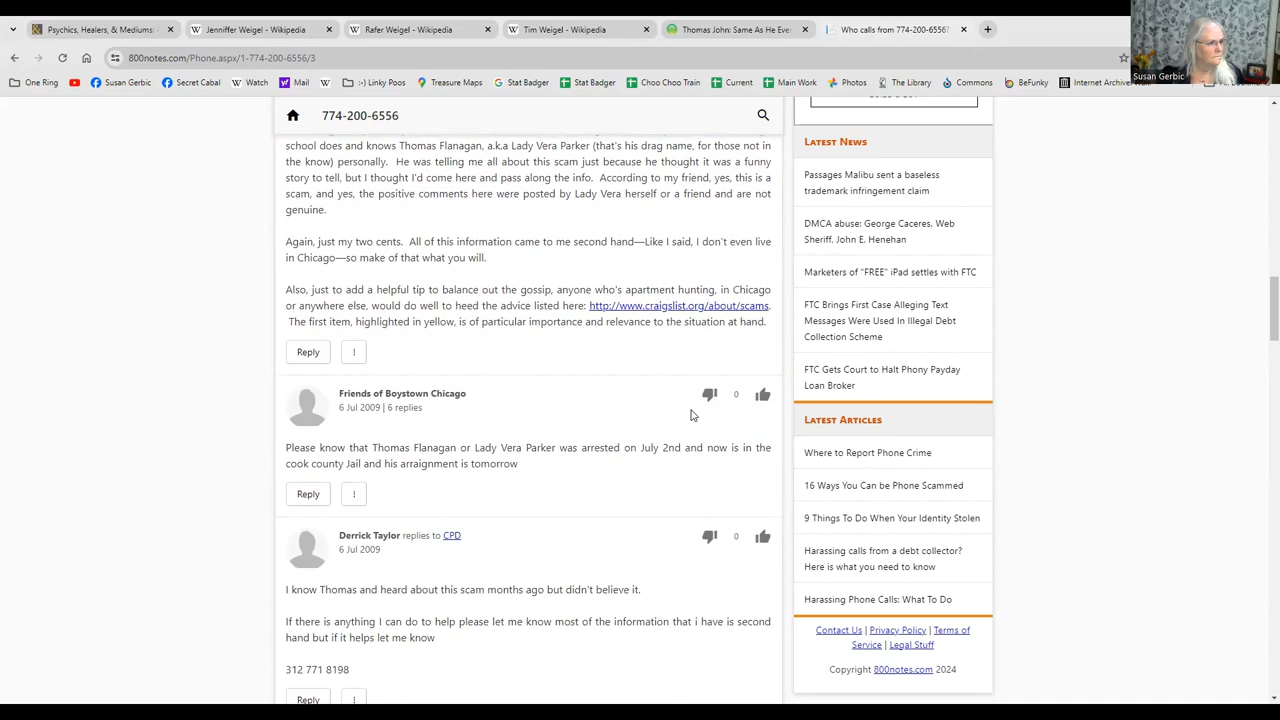 Psychics, Healers, & Mediums:
Jenniffer Weigel - Wikipedia
Rafer Weigel - Wikipedia
Tim Weigel - Wikipedia
Thomas John: Same As He Ever
Who calls from 774-200-6556?
800notes.com/Phone.aspx/1-774-200-6556/3
One Ring
Susan Gerbic
Secret Cabal
Watch
Mail
:-) Linky Poos
Treasure Maps
Stat Badger
Stat Badger
Choo Choo Train
Current
Main Work
Photos
The Library
Commons
BeFunky
Internet Archive
Susan Gerbic
774-200-6556
school does and knows Thomas Flanagan, a.k.a Lady Vera Parker (that's his drag name, for those not in
the know) personally. He was telling me all about this scam just because he thought it was a funny
story to tell, but I thought I'd come here and pass along the info. According to my friend, yes, this is a
scam, and yes, the positive comments here were posted by Lady Vera herself or a friend and are not
genuine.
Again, just my two cents. All of this information came to me second hand—Like I said, I don't even live
in Chicago—so make of that what you will.
Also, just to add a helpful tip to balance out the gossip, anyone who's apartment hunting, in Chicago
or anywhere else, would do well to heed the advice listed here: http://www.craigslist.org/about/scams.
The first item, highlighted in yellow, is of particular importance and relevance to the situation at hand.
Reply
Friends of Boystown Chicago
0
6 Jul 2009 | 6 replies
Please know that Thomas Flanagan or Lady Vera Parker was arrested on July 2nd and now is in the
cook county Jail and his arraignment is tomorrow
Reply
Derrick Taylor replies to CPD
0
6 Jul 2009
I know Thomas and heard about this scam months ago but didn't believe it.
If there is anything I can do to help please let me know most of the information that i have is second
hand but if it helps let me know
312 771 8198
Reply
Latest News
Passages Malibu sent a baseless
trademark infringement claim
DMCA abuse: George Caceres, Web
Sheriff, John E. Henehan
Marketers of "FREE" iPad settles with FTC
FTC Brings First Case Alleging Text
Messages Were Used In Illegal Debt
Collection Scheme
FTC Gets Court to Halt Phony Payday
Loan Broker
Latest Articles
Where to Report Phone Crime
16 Ways You Can be Phone Scammed
9 Things To Do When Your Identity Stolen
Harassing calls from a debt collector?
Here is what you need to know
Harassing Phone Calls: What To Do
Contact Us | Privacy Policy | Terms of
Service | Legal Stuff
Copyright 800notes.com 2024